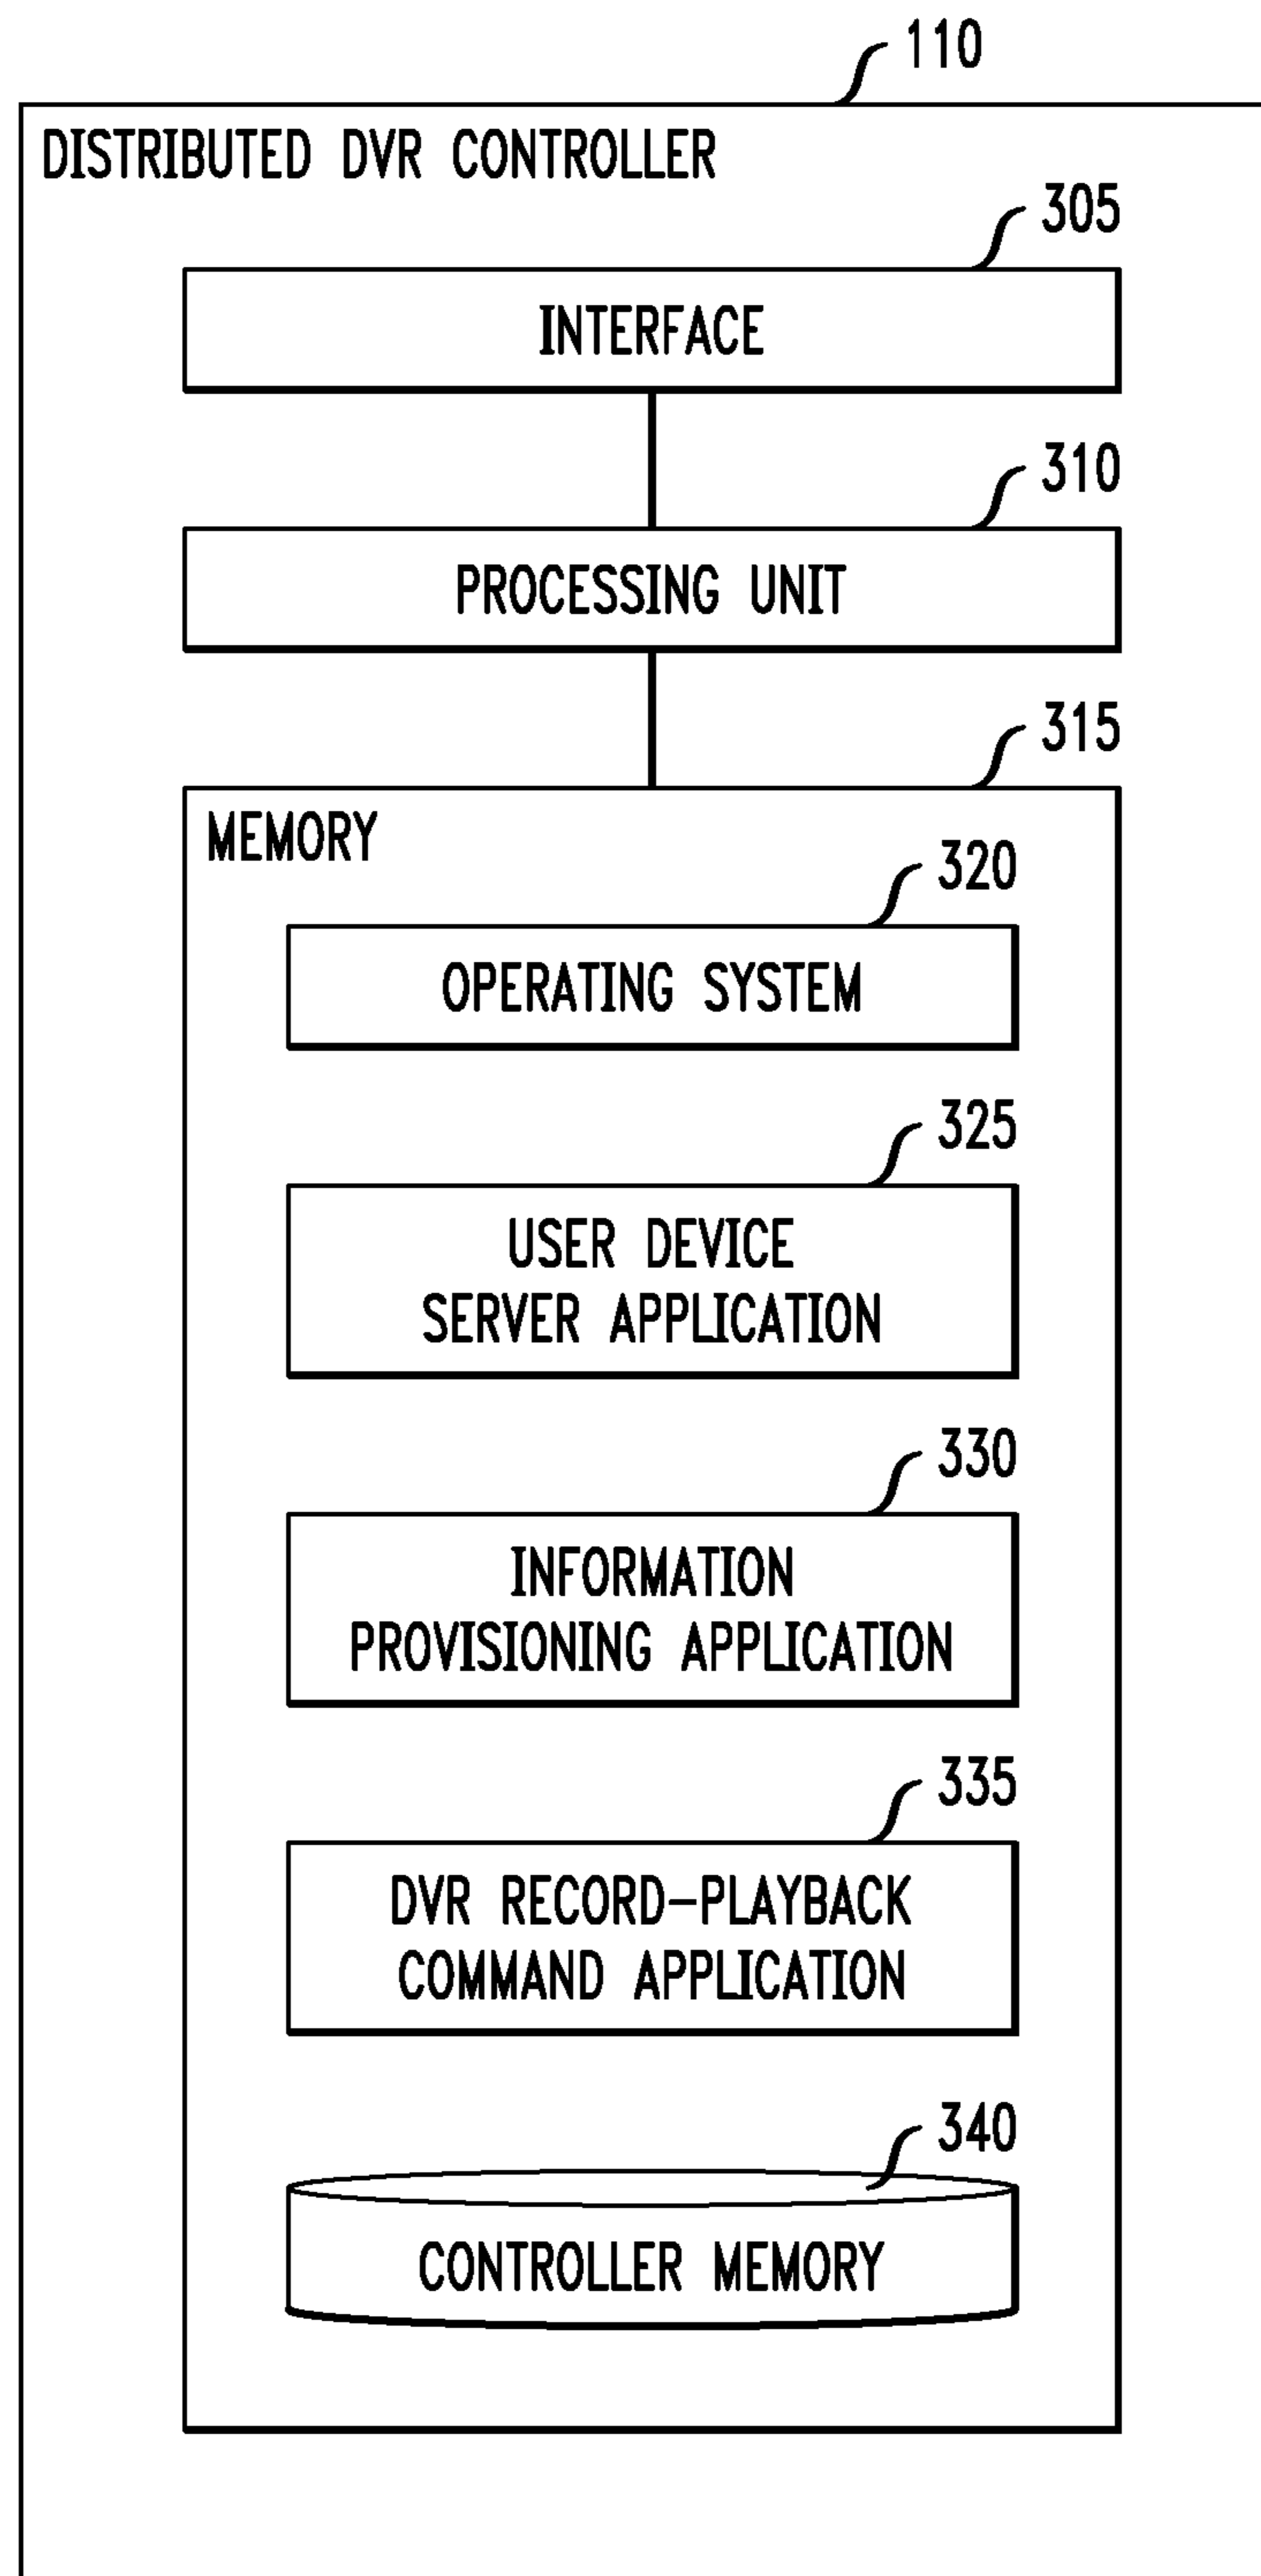 110
DISTRIBUTED DVR CONTROLLER
305
INTERFACE
310
PROCESSING UNIT
315
MEMORY
320
OPERATING SYSTEM
325
USER DEVICE
SERVER APPLICATION
330
INFORMATION
PROVISIONING APPLICATION
335
DVR RECORD-PLAYBACK
COMMAND APPLICATION
340
CONTROLLER MEMORY